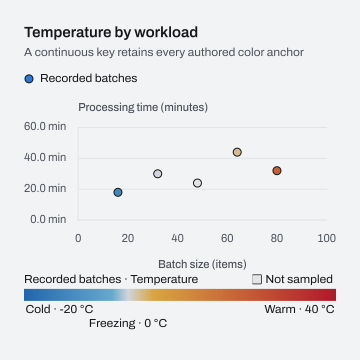 Temperature by workload
A continuous key retains every authored color anchor
Recorded batches
Processing time (minutes)
60.0 min
40.0 min
20.0 min
0.0 min
0 20 40 60 80 100
Batch size (items)
Recorded batches · Temperature Not sampled
Cold · -20 °C Warm · 40 °C
Freezing · 0 °C